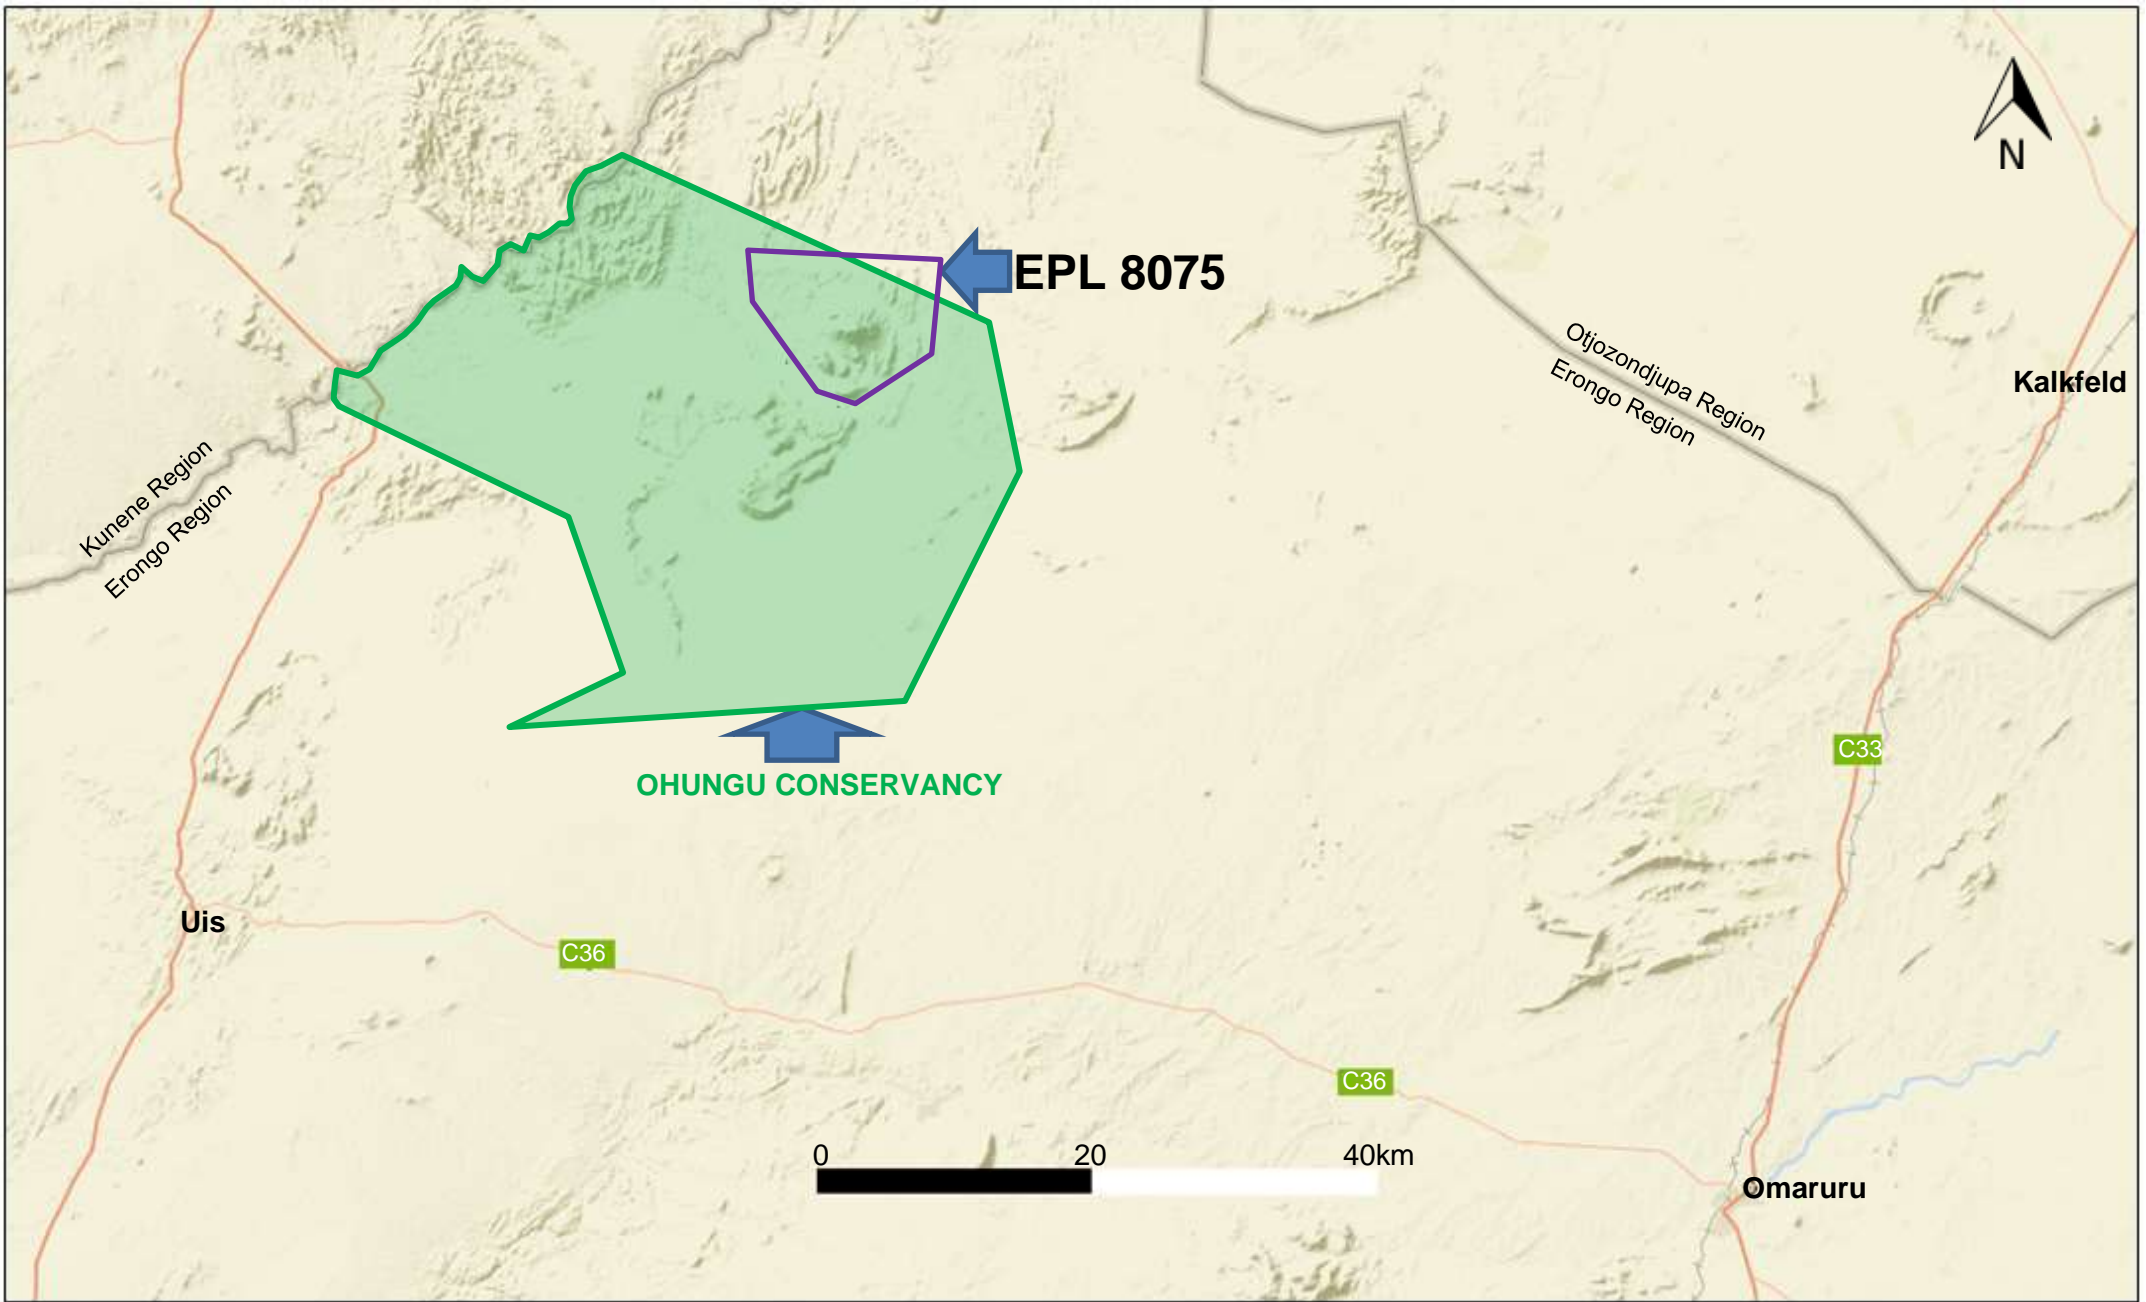 N
EPL 8075
Otjozondjupa Region
Erongo Region
Kalkfeld
Kunene Region
Erongo Region
C33
OHUNGU CONSERVANCY
Uis
C36
C36
0 20 40km
Omaruru